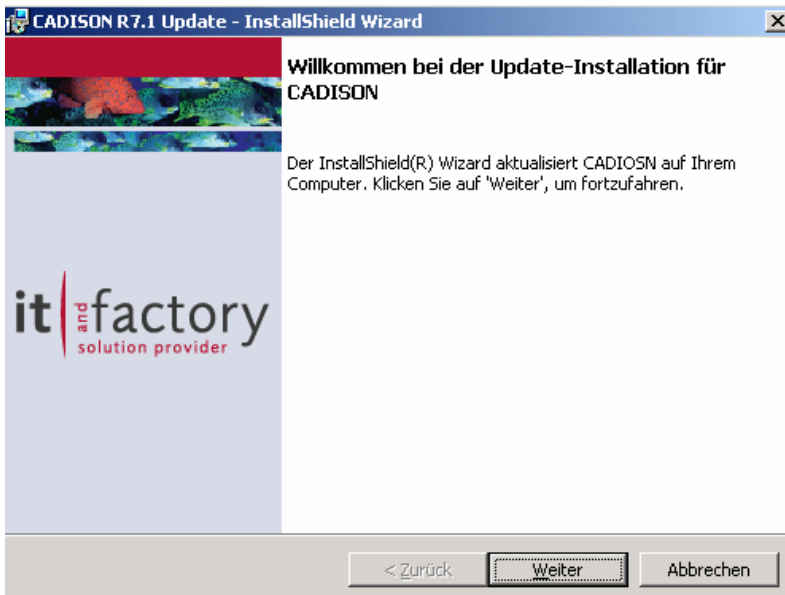 CADISON R7.1 Update - InstallShield Wizard
Willkommen bei der Update-Installation für
CADISON
Der InstallShield(R) Wizard aktualisiert CADIOSN auf Ihrem
Computer. Klicken Sie auf 'Weiter', um fortzufahren.
it and factory
solution provider
< Zurück
Weiter
Abbrechen